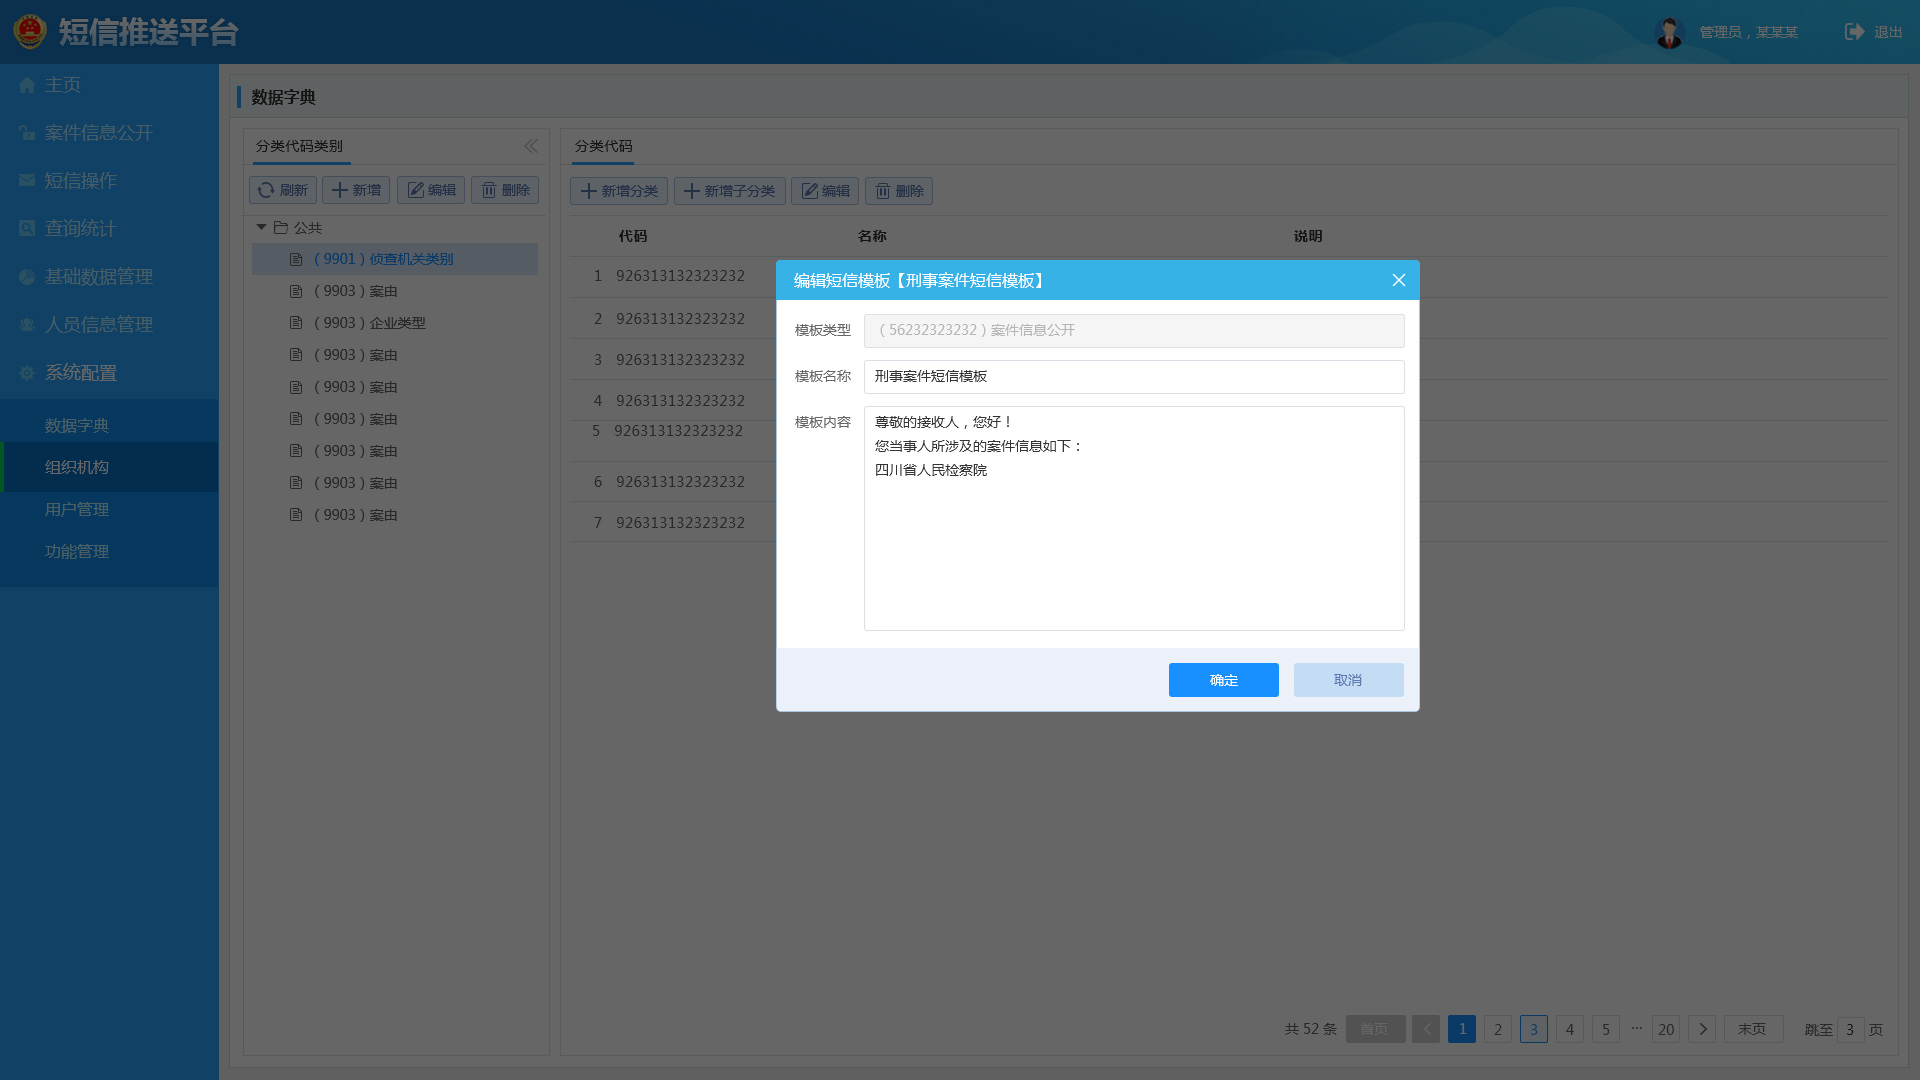 短信推送平台
管理员，某某某
退出
主页
案件信息公开
短信操作
查询统计
基础数据管理
人员信息管理
系统配置
数据字典
组织机构
用户管理
功能管理
数据字典
分类代码类别
刷新
新增
编辑
删除
公共
（9901）侦查机关类别
（9903）案由
（9903）企业类型
（9903）案由
（9903）案由
（9903）案由
（9903）案由
（9903）案由
（9903）案由
分类代码
新增分类
新增子分类
编辑
删除
代码 名称 说明
1 926313132323232
2 926313132323232
3 926313132323232
4 926313132323232
5 926313132323232
6 926313132323232
7 926313132323232
编辑短信模板【刑事案件短信模板】
模板类型 （56232323232）案件信息公开
模板名称 刑事案件短信模板
模板内容 尊敬的接收人，您好！
您当事人所涉及的案件信息如下：
四川省人民检察院
确定
取消
共 52 条 首页 < 1 2 3 4 5 ··· 20 > 末页 跳至 3 页